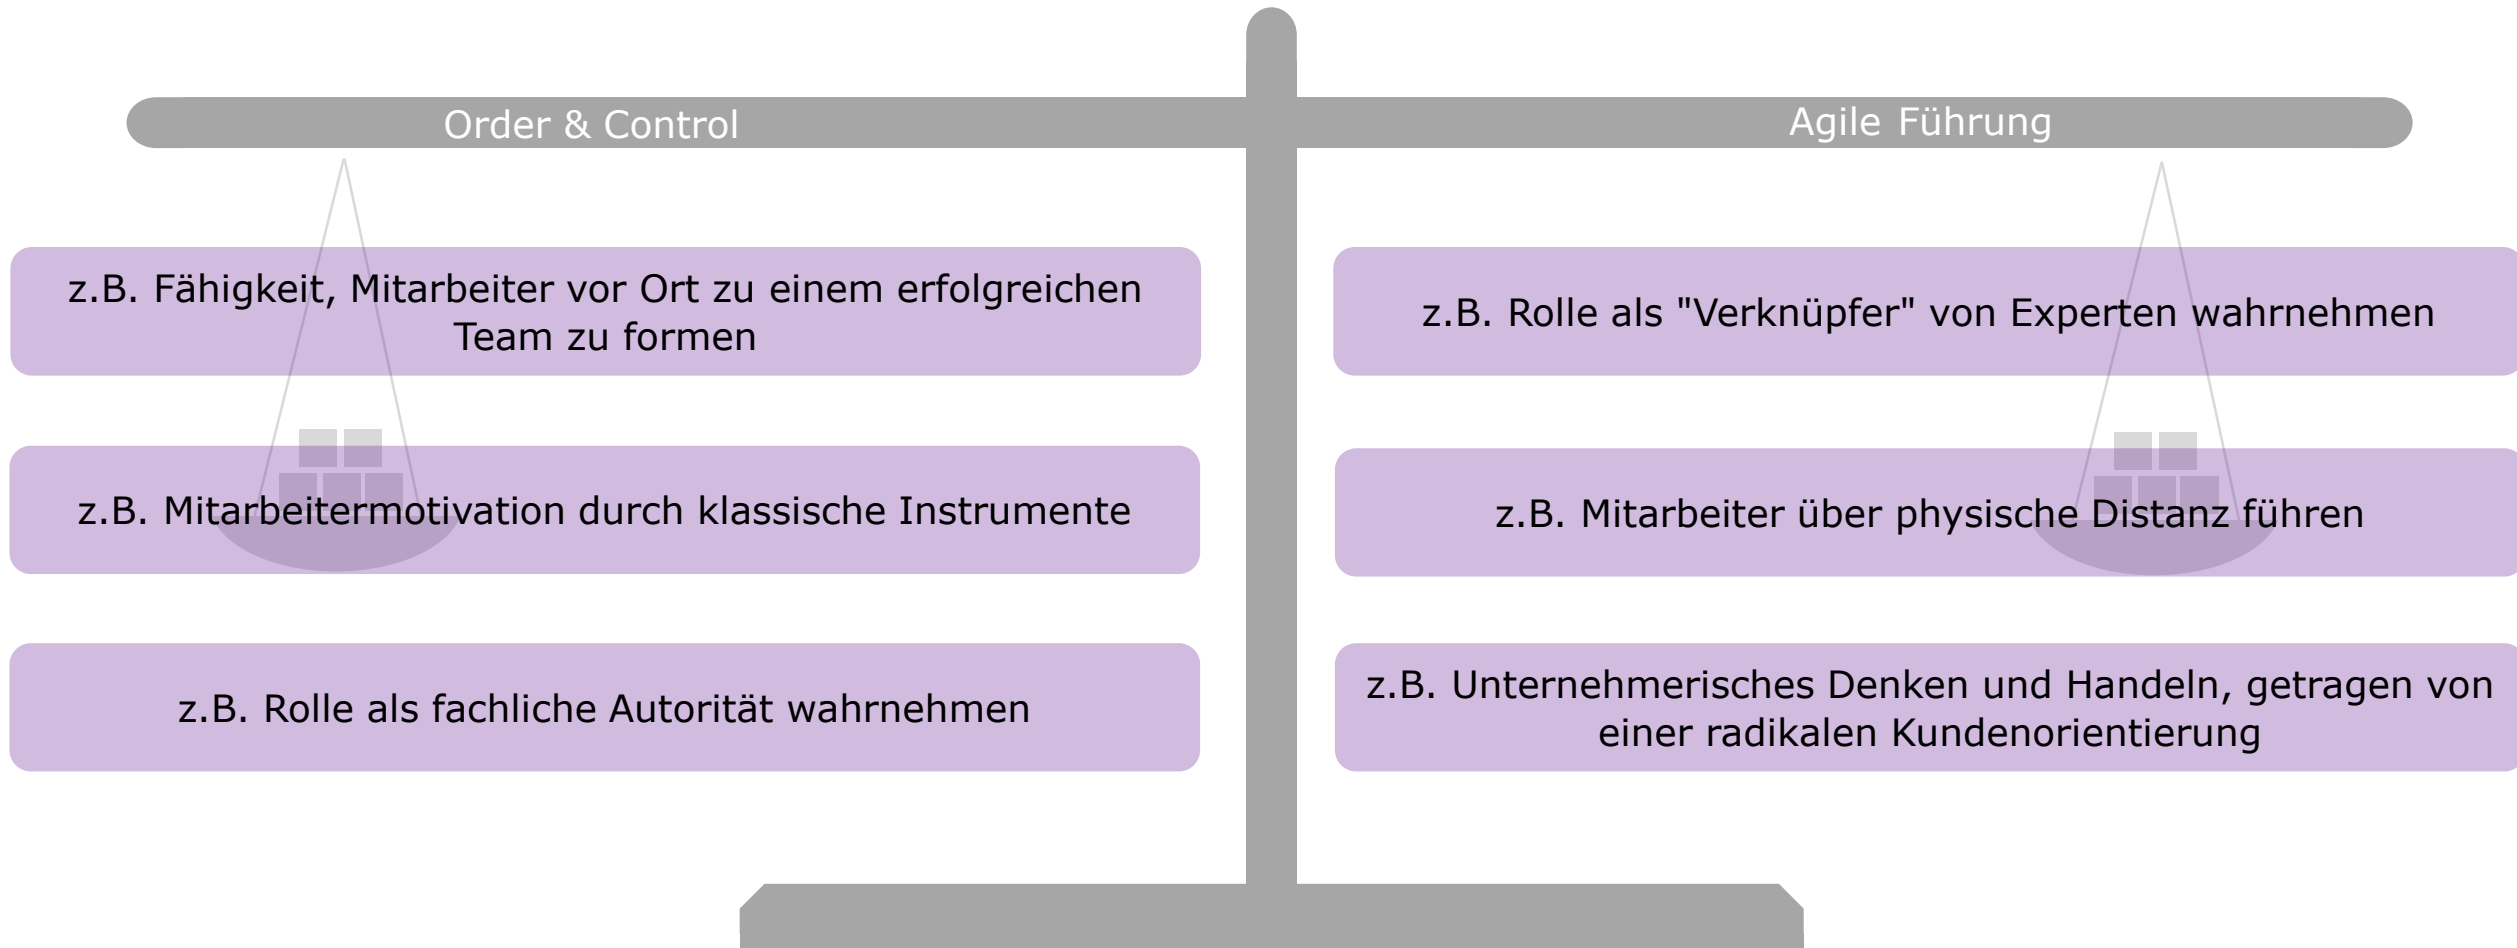 Order & Control
z.B. Fähigkeit, Mitarbeiter vor Ort zu einem erfolgreichen
Team zu formen
z.B. Mitarbeitermotivation durch klassische Instrumente
z.B. Rolle als fachliche Autorität wahrnehmen
Agile Führung
z.B. Rolle als "Verknüpfer" von Experten wahrnehmen
z.B. Mitarbeiter über physische Distanz führen
z.B. Unternehmerisches Denken und Handeln, getragen von
einer radikalen Kundenorientierung